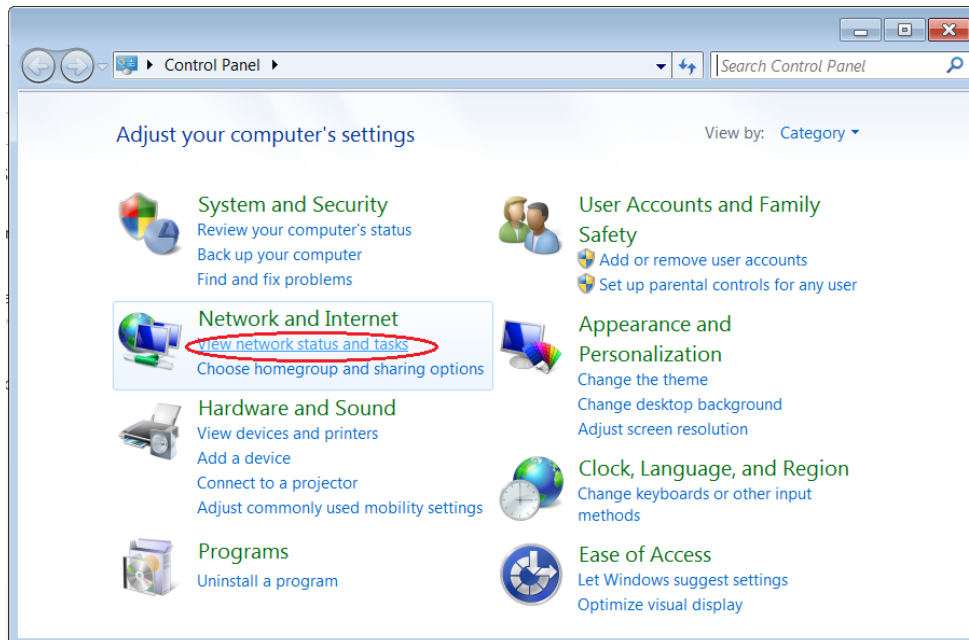 Control Panel
Search Control Panel
Adjust your computer's settings
View by: Category
System and Security
Review your computer's status
Back up your computer
Find and fix problems
Network and Internet
View network status and tasks
Choose homegroup and sharing options
Hardware and Sound
View devices and printers
Add a device
Connect to a projector
Adjust commonly used mobility settings
Programs
Uninstall a program
User Accounts and Family
Safety
Add or remove user accounts
Set up parental controls for any user
Appearance and
Personalization
Change the theme
Change desktop background
Adjust screen resolution
Clock, Language, and Region
Change keyboards or other input
methods
Ease of Access
Let Windows suggest settings
Optimize visual display